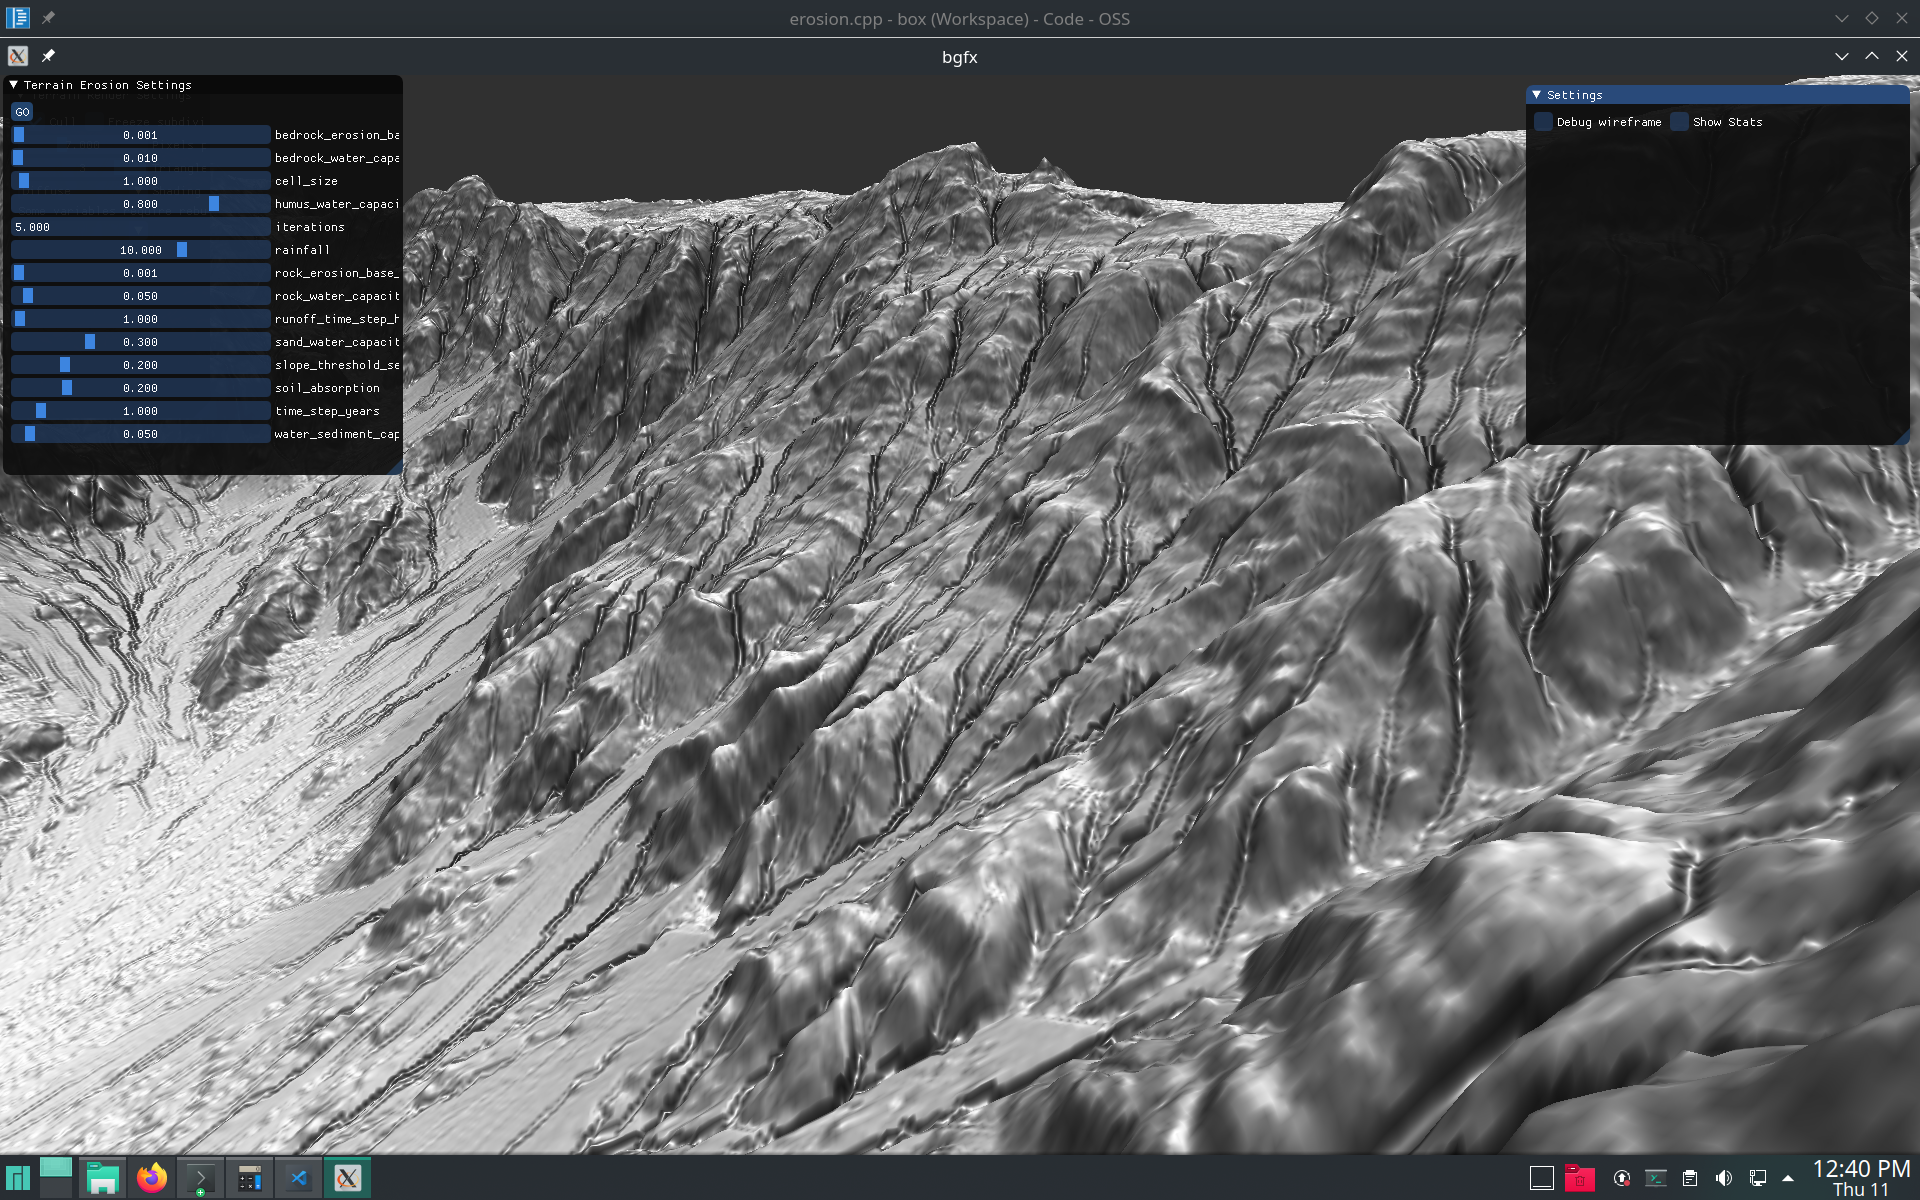 erosion.cpp - box (Workspace) - Code - OSS
bgfx
Terrain Erosion Settings
GO
0.001 bedrock_erosion_ba
0.010 bedrock_water_capa
1.000 cell_size
0.800 humus_water_capaci
5.000 iterations
10.000 rainfall
0.001 rock_erosion_base_
0.050 rock_water_capacit
1.000 runoff_time_step_h
0.300 sand_water_capacit
0.200 slope_threshold_se
0.200 soil_absorption
1.000 time_step_years
0.050 water_sediment_cap
Settings
Debug wireframe Show Stats
12:40 PM
Thu 11